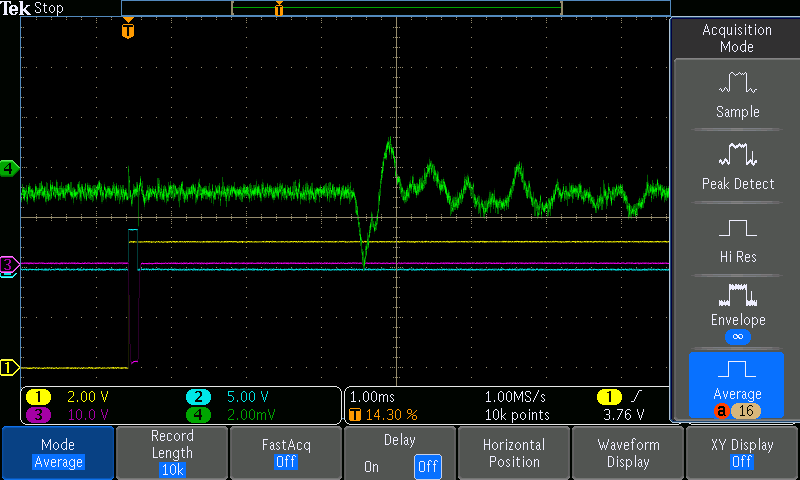 Tek Stop
T
T
Acquisition
Mode
Sample
4
Peak Detect
3
Hi Res
Envelope
∞
1
Average
a 16
1 2.00 V 2 5.00 V 1.00ms 1.00MS/s 1 3.76 V
3 10.0 V 4 2.00mV T 14.30 % 10k points
Mode
Average
Record
Length
10k
FastAcq
Off
Delay
On Off
Horizontal
Position
Waveform
Display
XY Display
Off